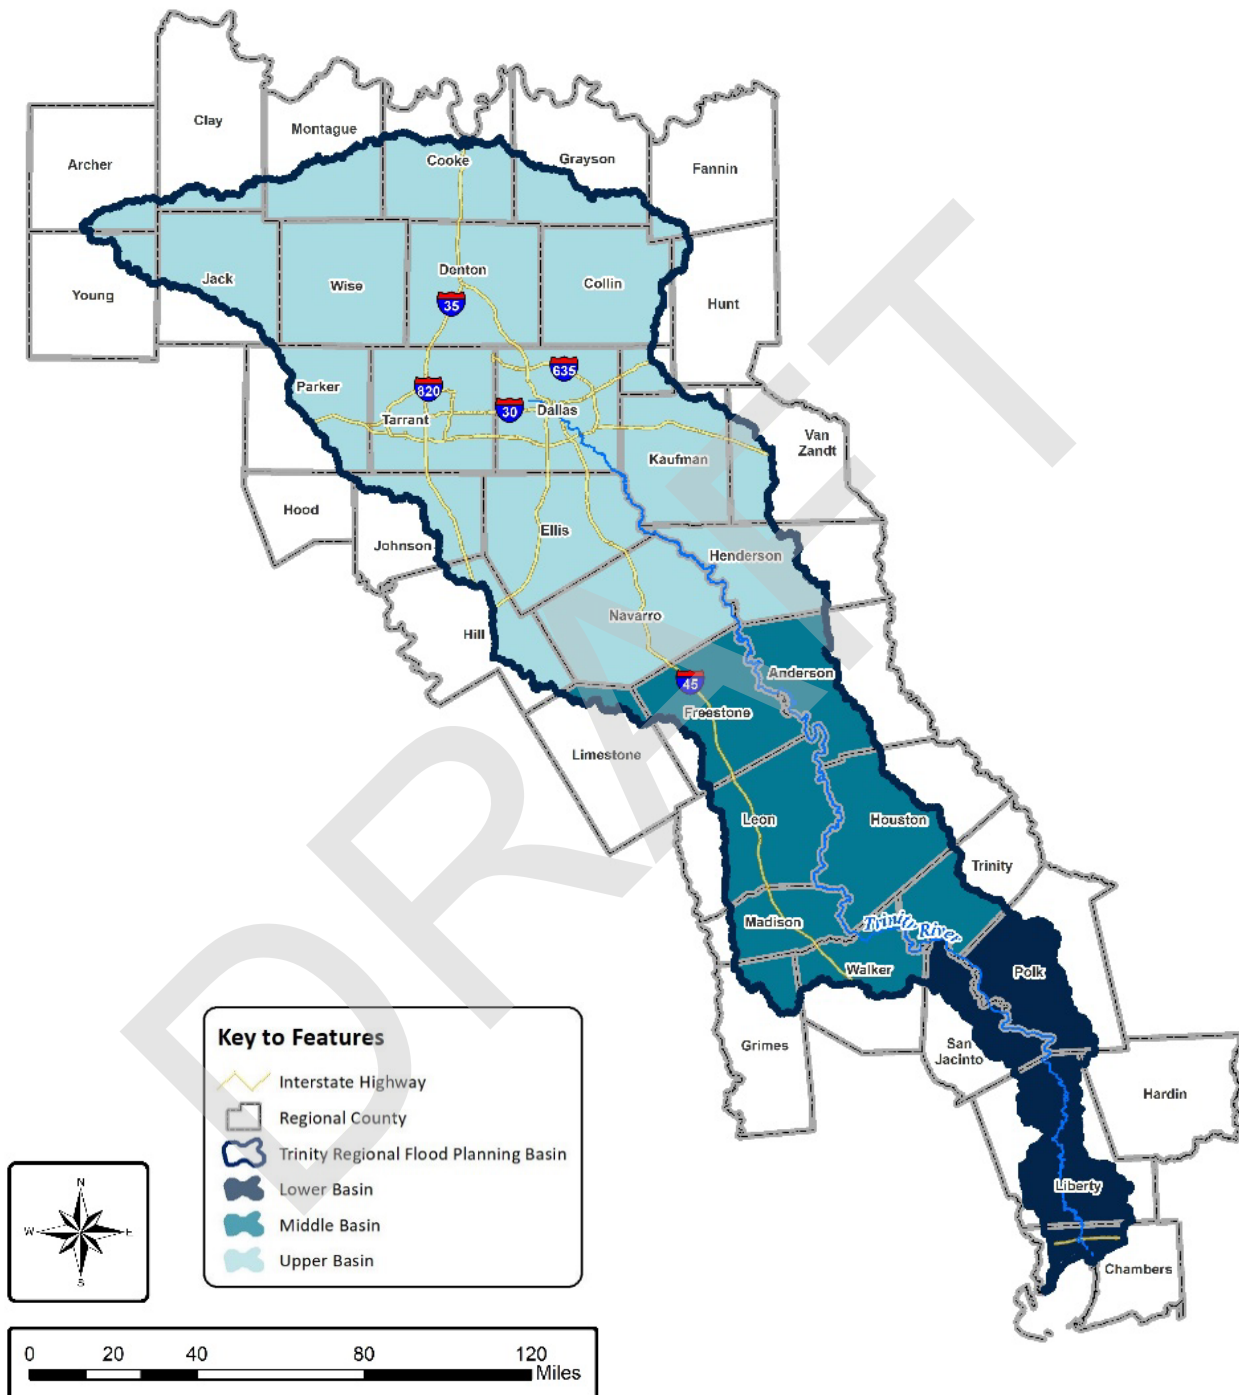 Clay
Montague
Cooke
Grayson
Archer
Fannin
Young
Jack
Wise
Denton
Collin
Hunt
35
Parker
820
635
30
Dallas
Tarrant
Van
Zandt
Kaufman
Hood
Johnson
Ellis
Henderson
Hill
Navarro
Anderson
45
Freestone
Limestone
Leon
Houston
Trinity
Madison
Trinity River
Walker
Polk
Grimes
San
Jacinto
Hardin
Liberty
Chambers
DRAFT
Key to Features
Interstate Highway
Regional County
Trinity Regional Flood Planning Basin
Lower Basin
Middle Basin
Upper Basin
N
W E
S
0 20 40 80 120
Miles